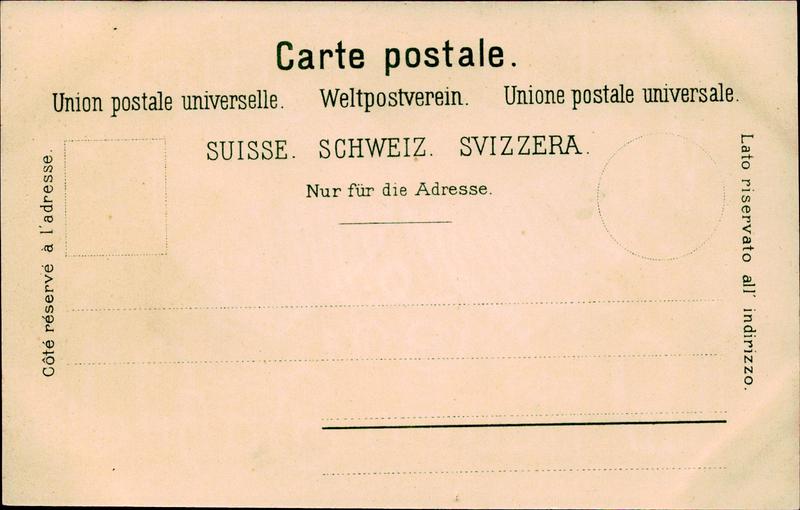 Carte postale.
Union postale universelle. Weltpostverein. Unione postale universale.
SUISSE. SCHWEIZ. SVIZZERA.
Nur für die Adresse.
Côté réservé à l'adresse.
Lato riservato all' indirizzo.